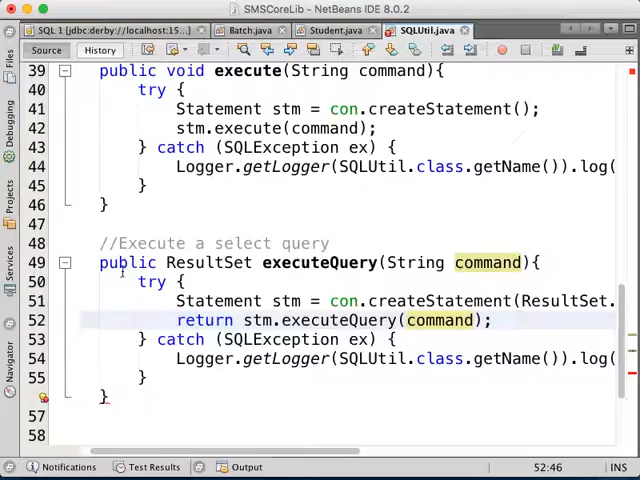 SMSCoreLib - NetBeans IDE 8.0.2
SQL 1 [jdbc:derby://localhost:15...
Batch.java
Student.java
SQLUtil.java
Source
History
39 public void execute(String command){
40 try {
41 Statement stm = con.createStatement();
42 stm.execute(command);
43 } catch (SQLException ex) {
44 Logger.getLogger(SQLUtil.class.getName()).log(
45 }
46 }
47
48 //Execute a select query
49 public ResultSet executeQuery(String command){
50 try {
51 Statement stm = con.createStatement(ResultSet.
52 return stm.executeQuery(command);
53 } catch (SQLException ex) {
54 Logger.getLogger(SQLUtil.class.getName()).log(
55 }
56 }
57
58
Files
Debugging
Projects
Services
Navigator
Notifications
Test Results
Output
52:46
INS